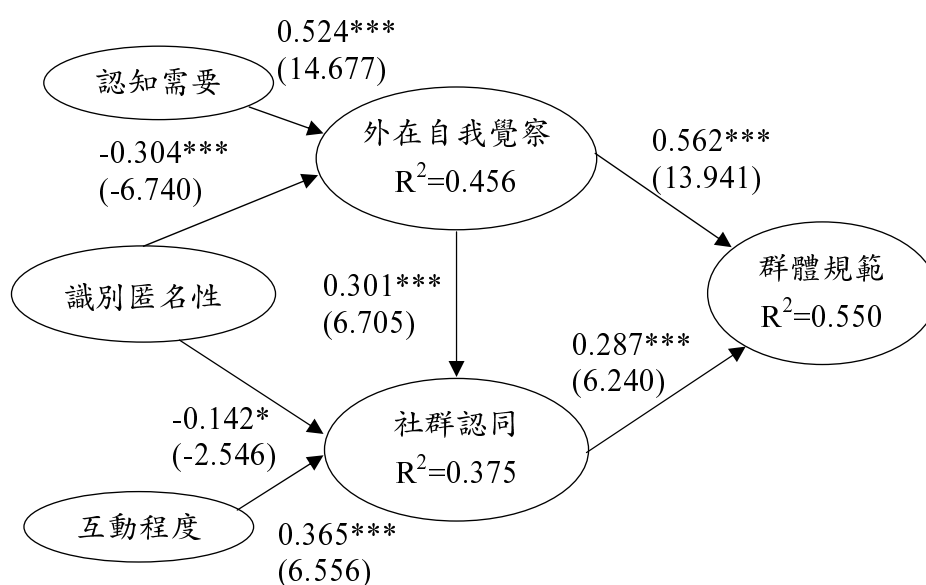 0.524***
(14.677)
認知需要
-0.304***
(-6.740)
外在自我覺察
R²=0.456
0.562***
(13.941)
識別匿名性
0.301***
(6.705)
群體規範
R²=0.550
0.287***
(6.240)
-0.142*
(-2.546)
社群認同
R²=0.375
互動程度
0.365***
(6.556)